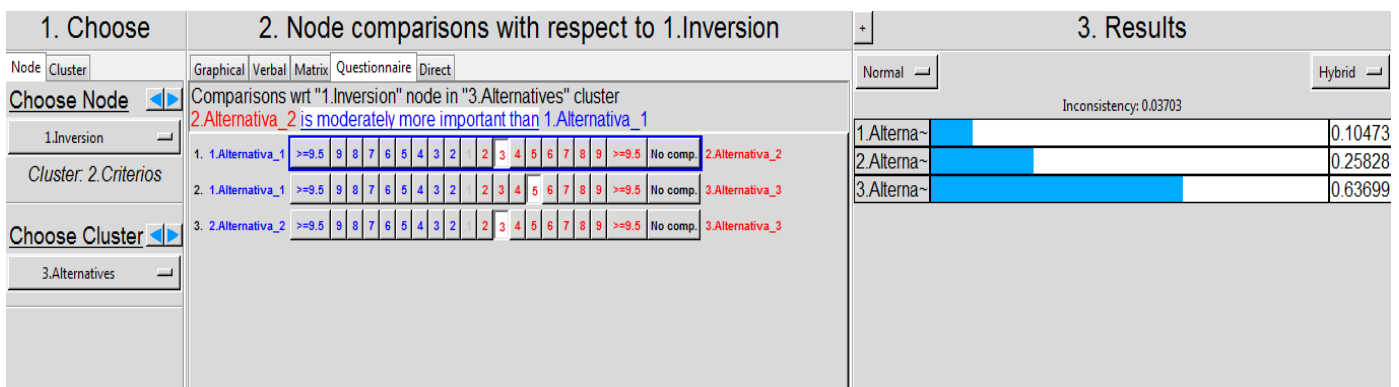 1. Choose
Node Cluster
Choose Node
1.Inversion
Cluster: 2.Criterios
Choose Cluster
3.Alternatives
2. Node comparisons with respect to 1.Inversion
Graphical Verbal Matrix Questionnaire Direct
Comparisons wrt "1.Inversion" node in "3.Alternatives" cluster
2.Alternativa_2 is moderately more important than 1.Alternativa_1
1. 1.Alternativa_1 >=9.5 9 8 7 6 5 4 3 2 1 2 3 4 5 6 7 8 9 >=9.5 No comp. 2.Alternativa_2
2. 1.Alternativa_1 >=9.5 9 8 7 6 5 4 3 2 1 2 3 4 5 6 7 8 9 >=9.5 No comp. 3.Alternativa_3
3. 2.Alternativa_2 >=9.5 9 8 7 6 5 4 3 2 1 2 3 4 5 6 7 8 9 >=9.5 No comp. 3.Alternativa_3
+ 3. Results
Normal Hybrid
Inconsistency: 0.03703
1.Alterna~ 0.10473
2.Alterna~ 0.25828
3.Alterna~ 0.63699